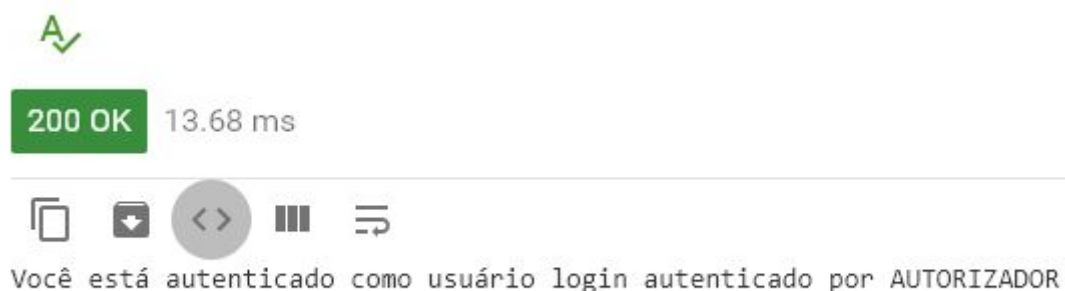 200 OK 13.68 ms
Você está autenticado como usuário login autenticado por AUTORIZADOR